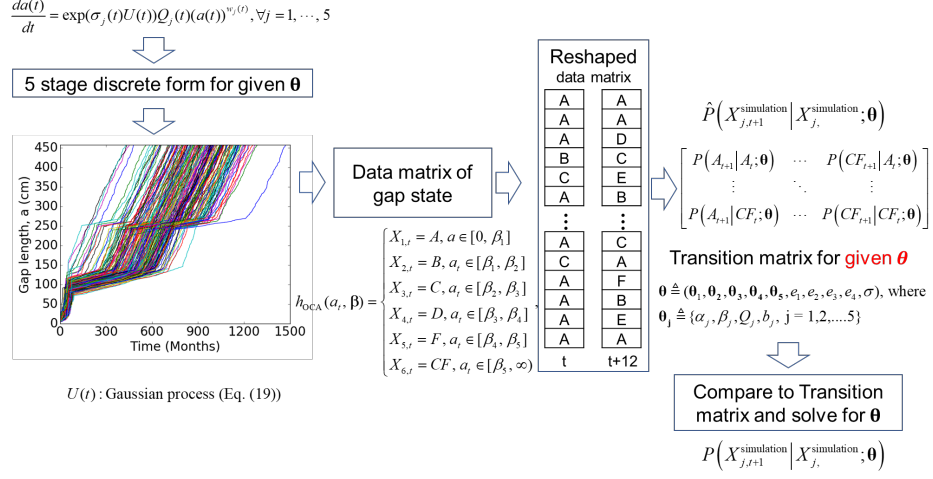 da(t)/dt = exp(σ_j(t)U(t))Q_j(t)(a(t))^{w_j(t)}, ∀j = 1, ⋯, 5
5 stage discrete form for given θ
Gap length, a (cm)
450
400
350
300
250
200
150
100
50
0
0 300 600 900 1200 1500
Time (Months)
U(t) : Gaussian process (Eq. (19))
Data matrix of
gap state
h_OCA(a_t, β) =
X_{1,t} = A, a ∈ [0, β_1]
X_{2,t} = B, a_t ∈ [β_1, β_2]
X_{3,t} = C, a_t ∈ [β_2, β_3]
X_{4,t} = D, a_t ∈ [β_3, β_4]
X_{5,t} = F, a_t ∈ [β_4, β_5]
X_{6,t} = CF, a_t ∈ [β_5, ∞)
,
Reshaped
data matrix
A A
A A
A D
B C
C E
A B
⋮ ⋮
A C
C A
A F
A B
A E
A A
t t+12
P̂(X_{j,t+1}^{simulation} | X_{j,}^{simulation}; θ)
[P(A_{t+1}|A_t;θ) ⋯ P(CF_{t+1}|A_t;θ)
⋮ ⋱ ⋮
P(A_{t+1}|CF_t;θ) ⋯ P(CF_{t+1}|CF_t;θ)]
Transition matrix for given θ
θ ≜ (θ_1, θ_2, θ_3, θ_4, θ_5, e_1, e_2, e_3, e_4, σ), where
θ_j ≜ {α_j, β_j, Q_j, b_j, j = 1,2,....5}
Compare to Transition
matrix and solve for θ
P(X_{j,t+1}^{simulation} | X_{j,}^{simulation}; θ)